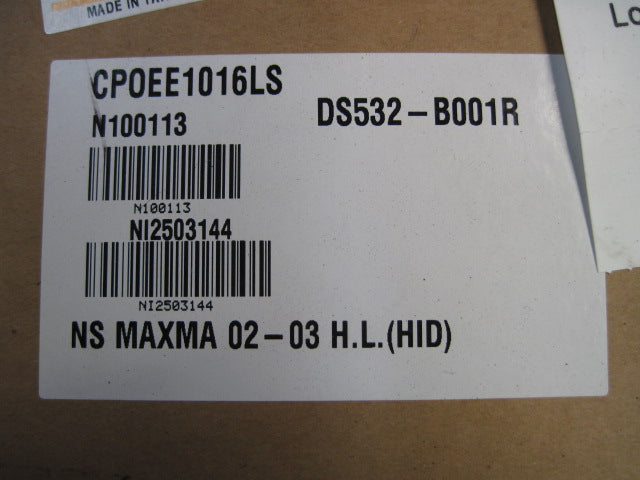 MADE IN
Lo
CPOEE1016LS
N100113
DS532-B001R
N100113
NI2503144
NI2503144
NS MAXMA 02-03 H.L.(HID)